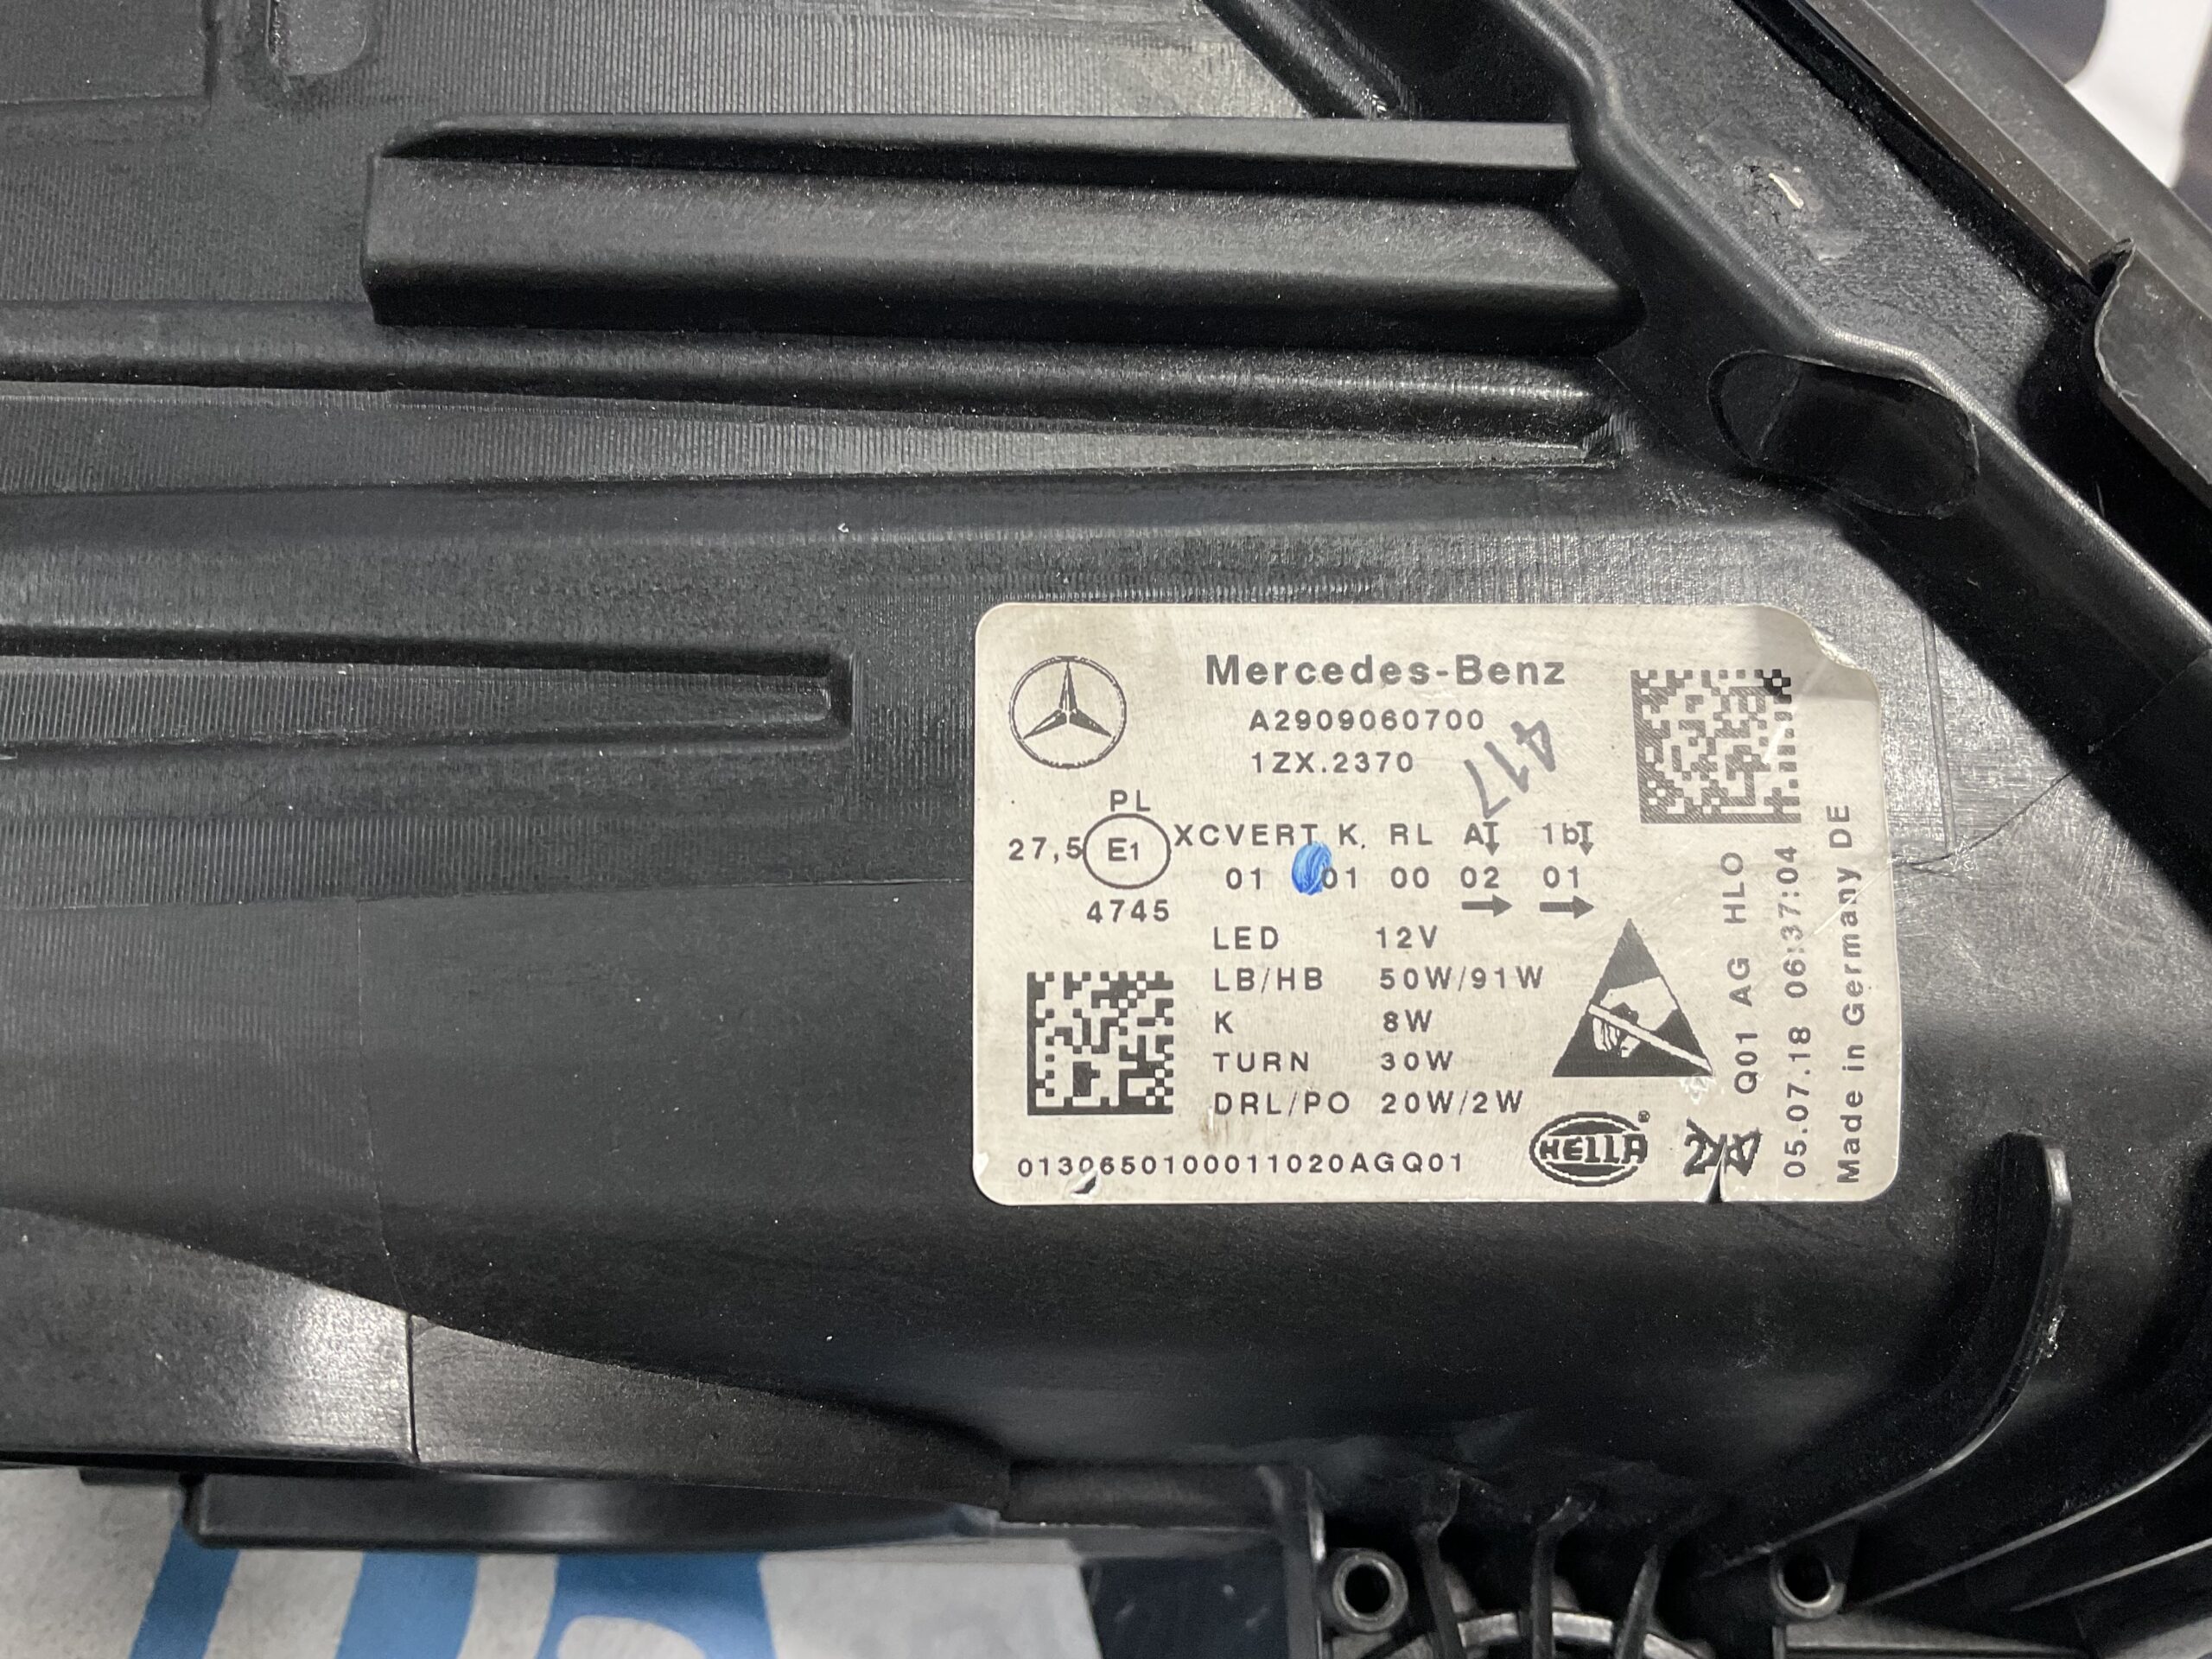 Mercedes-Benz
A2909060700
1ZX.2370
417
PL
27,5 E1 XCVERT K. RL AT 1bT
01 01 00 02 01
4745
LED 12V
LB/HB 50W/91W
K 8W
TURN 30W
DRL/PO 20W/2W
0130650100011020AGQ01
HELLA®
Q01 AG HLO
05.07.18 06:37:04
Made in Germany DE